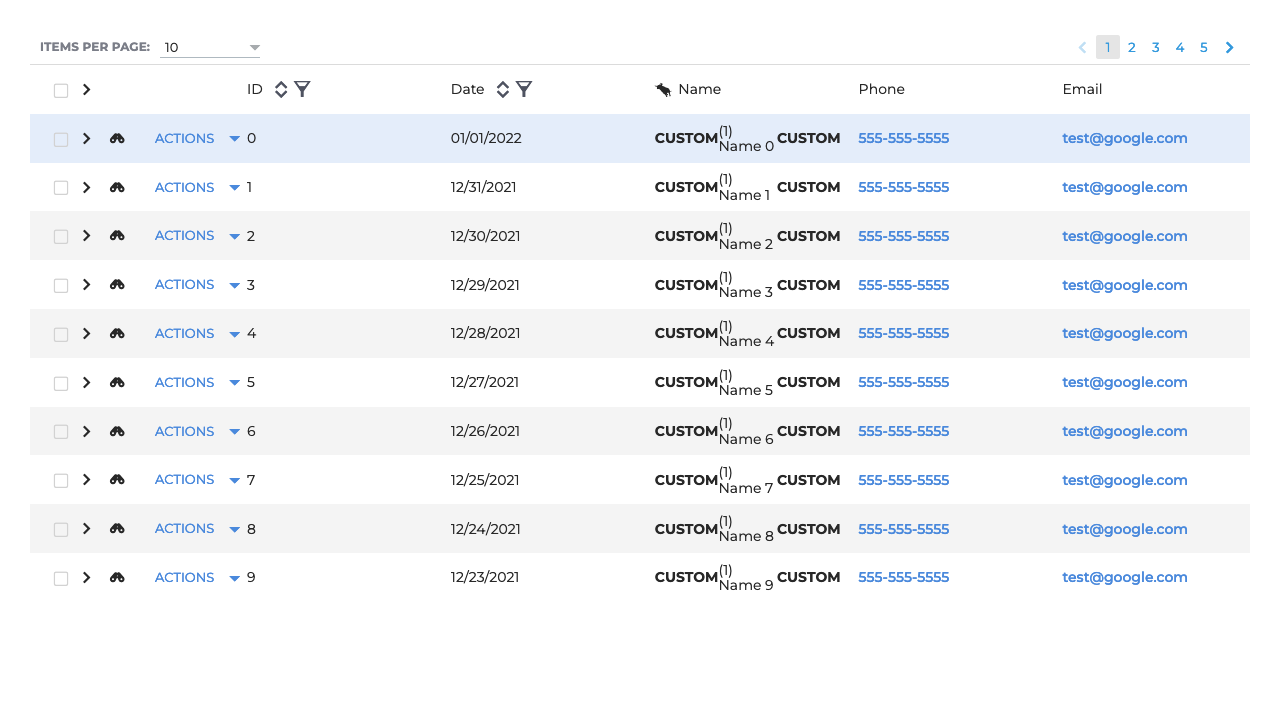 ITEMS PER PAGE: 10 1 2 3 4 5
ID Date Name Phone Email
ACTIONS 0 01/01/2022 CUSTOM (1) Name 0 CUSTOM 555-555-5555 test@google.com
ACTIONS 1 12/31/2021 CUSTOM (1) Name 1 CUSTOM 555-555-5555 test@google.com
ACTIONS 2 12/30/2021 CUSTOM (1) Name 2 CUSTOM 555-555-5555 test@google.com
ACTIONS 3 12/29/2021 CUSTOM (1) Name 3 CUSTOM 555-555-5555 test@google.com
ACTIONS 4 12/28/2021 CUSTOM (1) Name 4 CUSTOM 555-555-5555 test@google.com
ACTIONS 5 12/27/2021 CUSTOM (1) Name 5 CUSTOM 555-555-5555 test@google.com
ACTIONS 6 12/26/2021 CUSTOM (1) Name 6 CUSTOM 555-555-5555 test@google.com
ACTIONS 7 12/25/2021 CUSTOM (1) Name 7 CUSTOM 555-555-5555 test@google.com
ACTIONS 8 12/24/2021 CUSTOM (1) Name 8 CUSTOM 555-555-5555 test@google.com
ACTIONS 9 12/23/2021 CUSTOM (1) Name 9 CUSTOM 555-555-5555 test@google.com